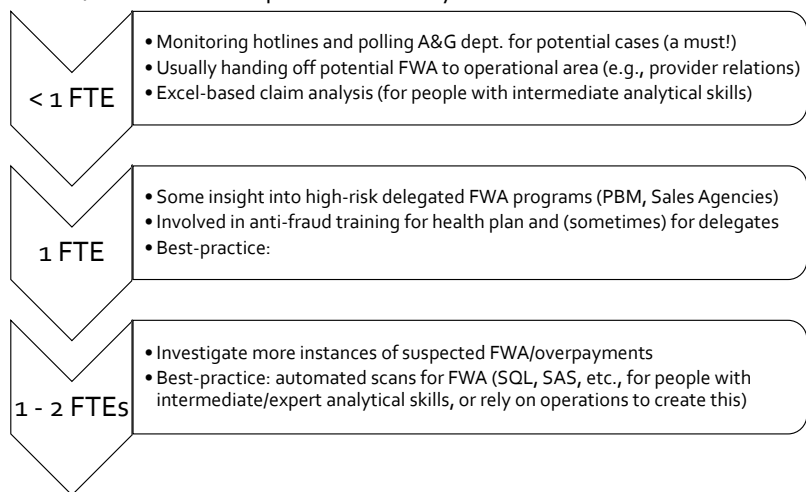 < 1 FTE
• Monitoring hotlines and polling A&G dept. for potential cases (a must!)
• Usually handing off potential FWA to operational area (e.g., provider relations)
• Excel-based claim analysis (for people with intermediate analytical skills)
1 FTE
• Some insight into high-risk delegated FWA programs (PBM, Sales Agencies)
• Involved in anti-fraud training for health plan and (sometimes) for delegates
• Best-practice:
1 - 2 FTEs
• Investigate more instances of suspected FWA/overpayments
• Best-practice: automated scans for FWA (SQL, SAS, etc., for people with
intermediate/expert analytical skills, or rely on operations to create this)